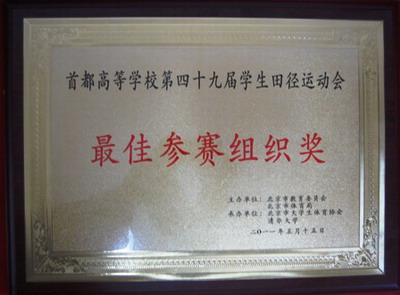 首都高等学校第四十九届学生田径运动会
最佳参赛组织奖
主办单位：北京市教育委员会
北京市体育局
承办单位：北京市大学生体育协会
清华大学
二〇一一年五月十五日